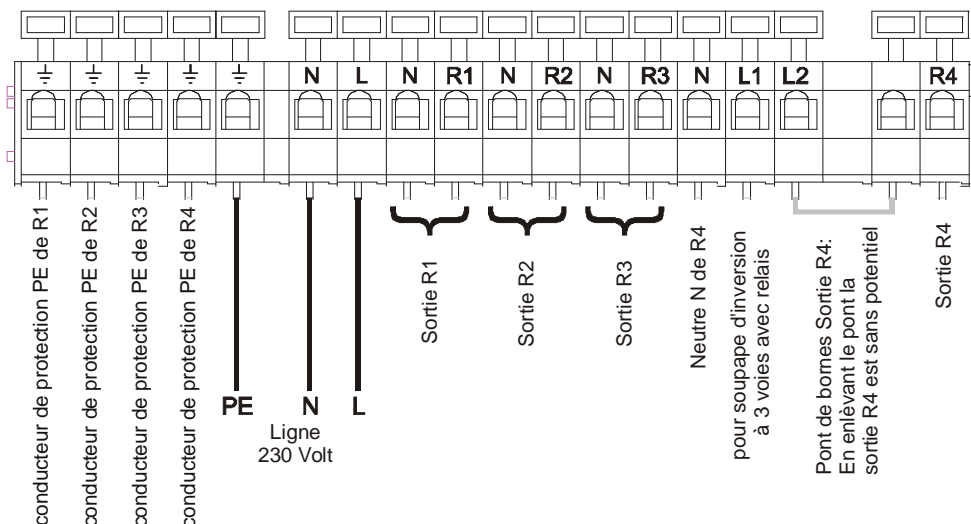 N L N R1 N R2 N R3 N L1 L2 R4
conducteur de protection PE de R1
conducteur de protection PE de R2
conducteur de protection PE de R3
conducteur de protection PE de R4
PE
N
L
Ligne
230 Volt
Sortie R1
Sortie R2
Sortie R3
Neutre N de R4
pour soupape d'inversion
à 3 voies avec relais
Pont de bornes Sortie R4:
En enlèvant le pont la
sortie R4 est sans potentiel
Sortie R4